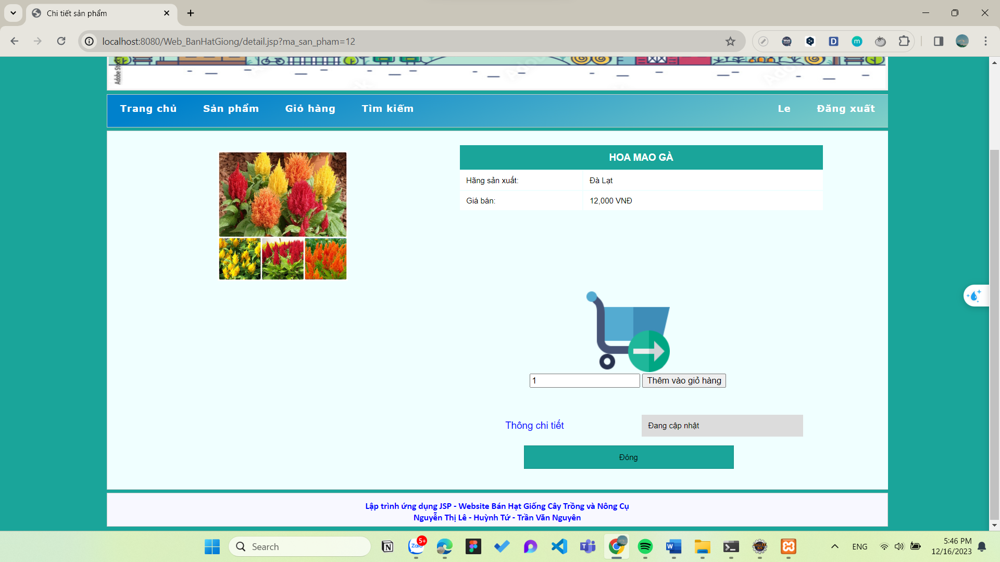 Chi tiết sản phẩm
localhost:8080/Web_BanHatGiong/detail.jsp?ma_san_pham=12
Adobe Stock
Trang chủ Sản phẩm Giỏ hàng Tìm kiếm Le Đăng xuất
HOA MAO GÀ
Hãng sản xuất: Đà Lạt
Giá bán: 12,000 VNĐ
1 Thêm vào giỏ hàng
Thông chi tiết Đang cập nhật
Đóng
Lập trình ứng dụng JSP - Website Bán Hạt Giống Cây Trồng và Nông Cụ
Nguyễn Thị Lê - Huỳnh Tứ - Trần Văn Nguyên
Search
Zalo
5+
ENG
5:46 PM
12/16/2023